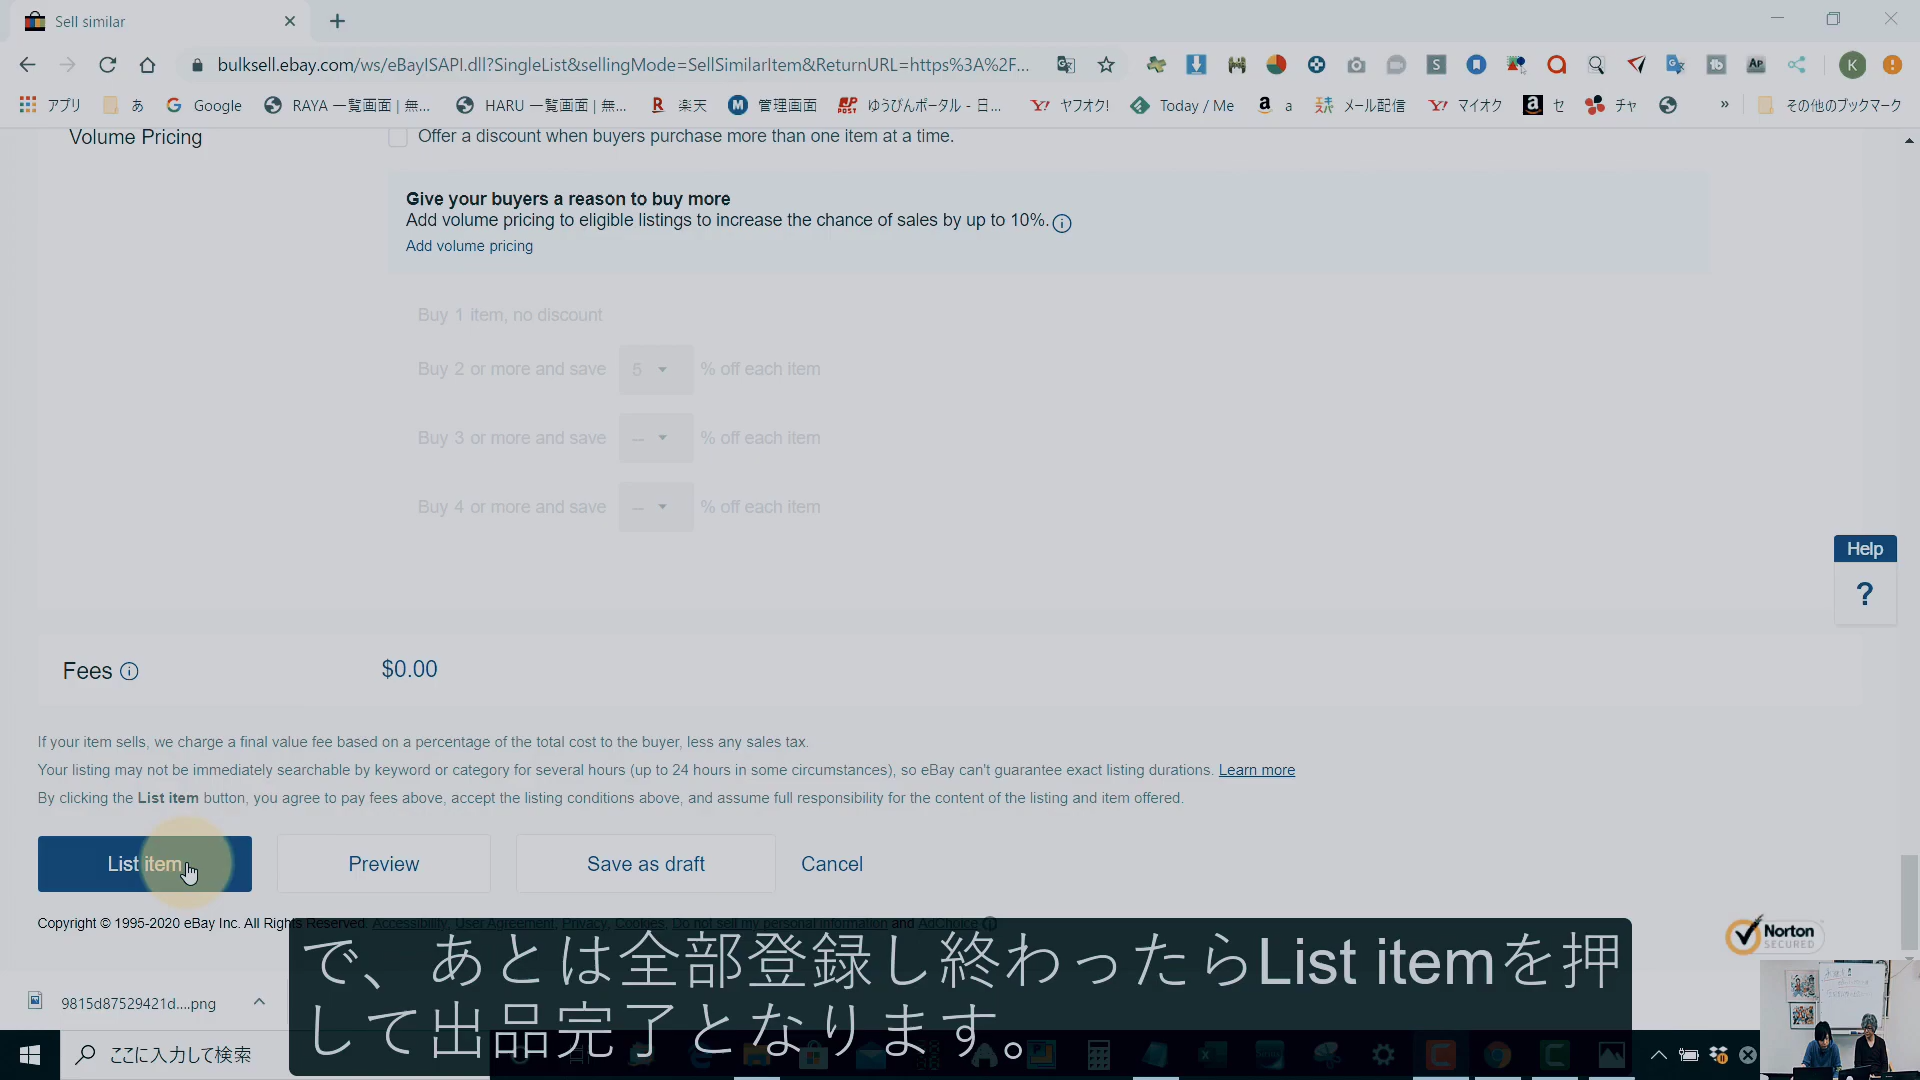 Sell similar
bulksell.ebay.com/ws/eBayISAPI.dll?SingleList&sellingMode=SellSimilarItem&ReturnURL=https%3A%2F...
アプリ あ Google RAYA 一覧画面 | 無... HARU 一覧画面 | 無... 楽天 管理画面 ゆうびんポータル - 日... ヤフオク! Today / Me a メール配信 マイオク セ チャ » その他のブックマーク
Volume Pricing Offer a discount when buyers purchase more than one item at a time.
Give your buyers a reason to buy more
Add volume pricing to eligible listings to increase the chance of sales by up to 10%.
Add volume pricing
Buy 1 item, no discount
Buy 2 or more and save 5 % off each item
Buy 3 or more and save — % off each item
Buy 4 or more and save — % off each item
Help
?
Fees $0.00
If your item sells, we charge a final value fee based on a percentage of the total cost to the buyer, less any sales tax.
Your listing may not be immediately searchable by keyword or category for several hours (up to 24 hours in some circumstances), so eBay can't guarantee exact listing durations. Learn more
By clicking the List item button, you agree to pay fees above, accept the listing conditions above, and assume full responsibility for the content of the listing and item offered.
List item Preview Save as draft Cancel
Copyright © 1995-2020 eBay Inc. All Rights Reserved. Accessibility, User Agreement, Privacy, Cookies, Do not sell my personal information and AdChoice
Norton
SECURED
で、あとは全部登録し終わったらList itemを押
して出品完了となります。
9815d87529421d....png
ここに入力して検索